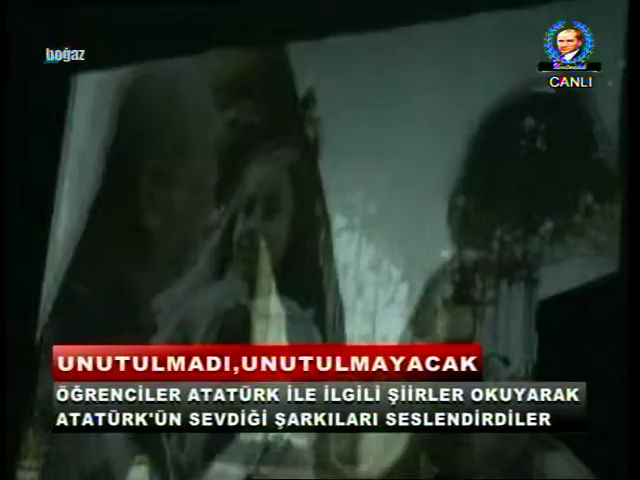 boğaz
CANLI
UNUTULMADI,UNUTULMAYACAK
ÖĞRENCİLER ATATÜRK İLE İLGİLİ ŞİİRLER OKUYARAK
ATATÜRK'ÜN SEVDİĞİ ŞARKILARI SESLENDİRDİLER